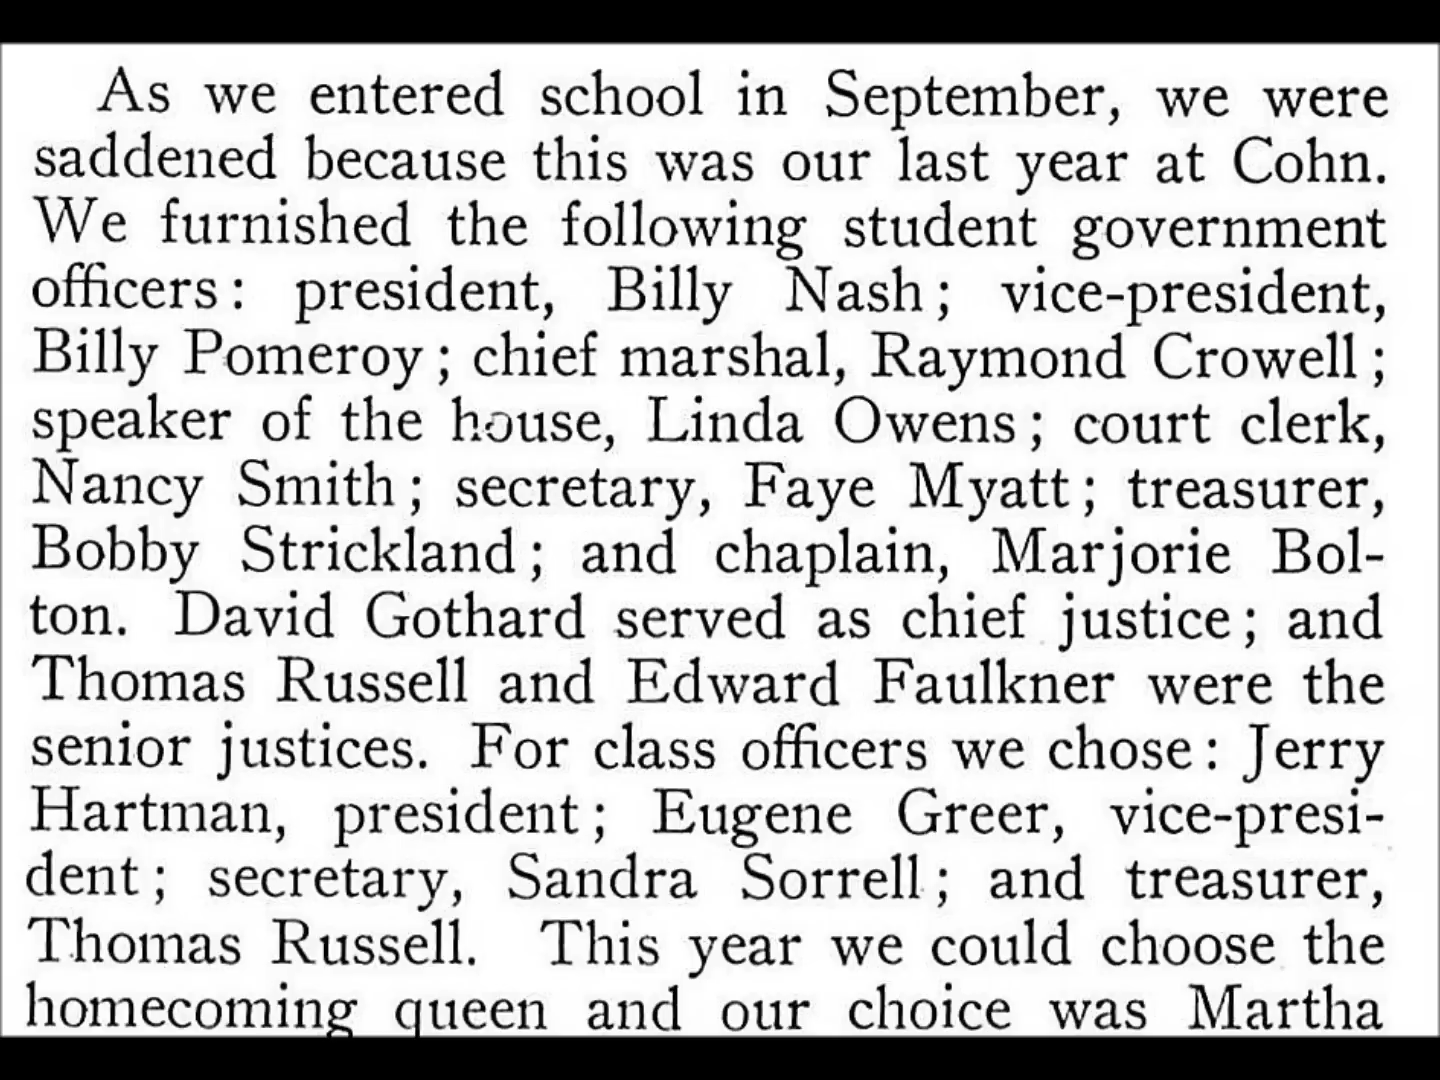 As we entered school in September, we were
saddened because this was our last year at Cohn.
We furnished the following student government
officers: president, Billy Nash; vice-president,
Billy Pomeroy; chief marshal, Raymond Crowell;
speaker of the house, Linda Owens; court clerk,
Nancy Smith; secretary, Faye Myatt; treasurer,
Bobby Strickland; and chaplain, Marjorie Bol-
ton. David Gothard served as chief justice; and
Thomas Russell and Edward Faulkner were the
senior justices. For class officers we chose: Jerry
Hartman, president; Eugene Greer, vice-presi-
dent; secretary, Sandra Sorrell; and treasurer,
Thomas Russell. This year we could choose the
homecoming queen and our choice was Martha